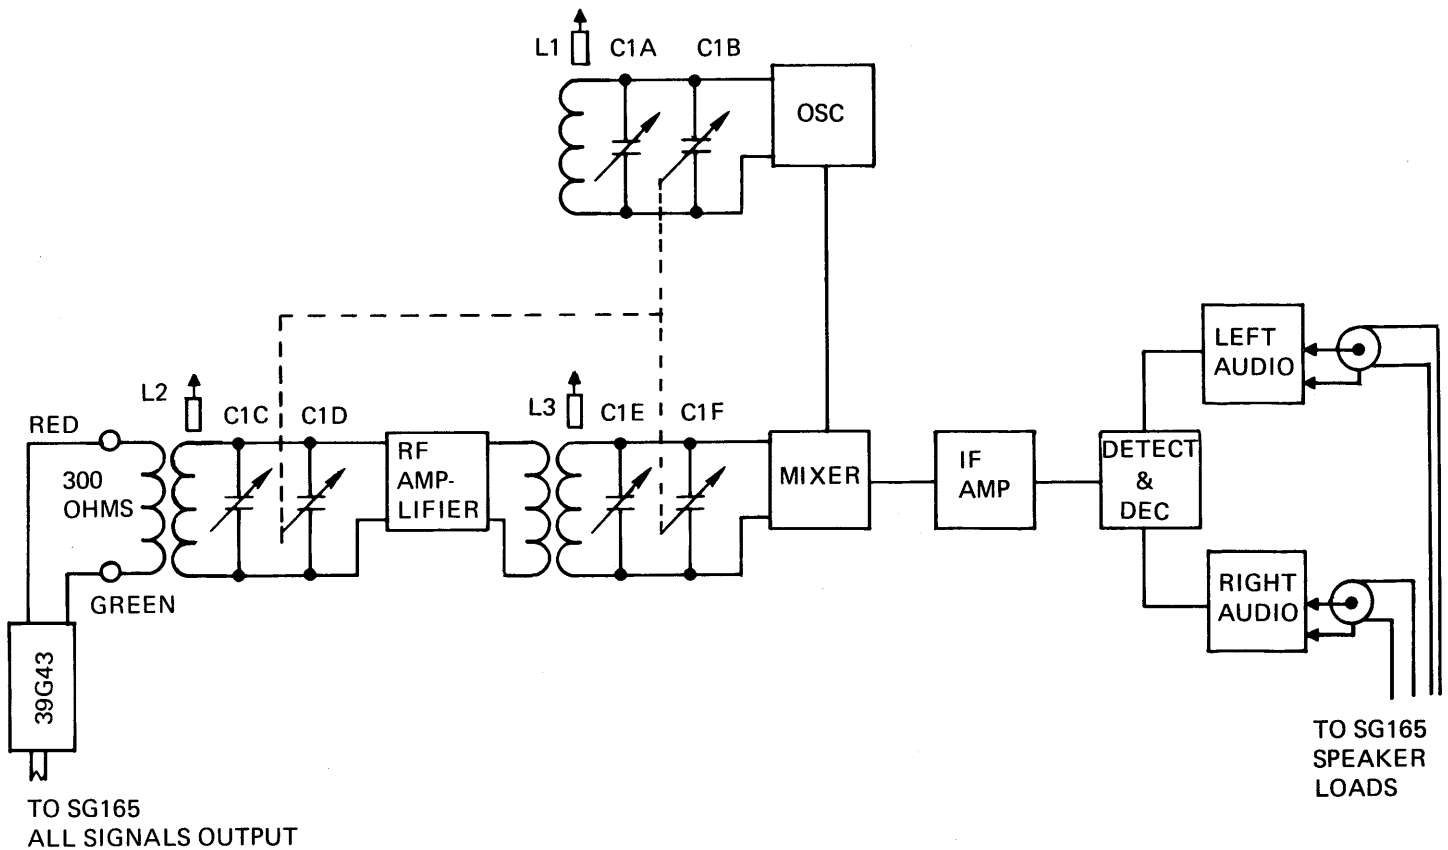 L1
C1A
C1B
OSC
L2
C1C
C1D
L3
C1E
C1F
RED
300
OHMS
GREEN
RF
AMP-
LIFIER
MIXER
IF
AMP
DETECT
&
DEC
LEFT
AUDIO
RIGHT
AUDIO
39G43
TO SG165
ALL SIGNALS OUTPUT
TO SG165
SPEAKER
LOADS